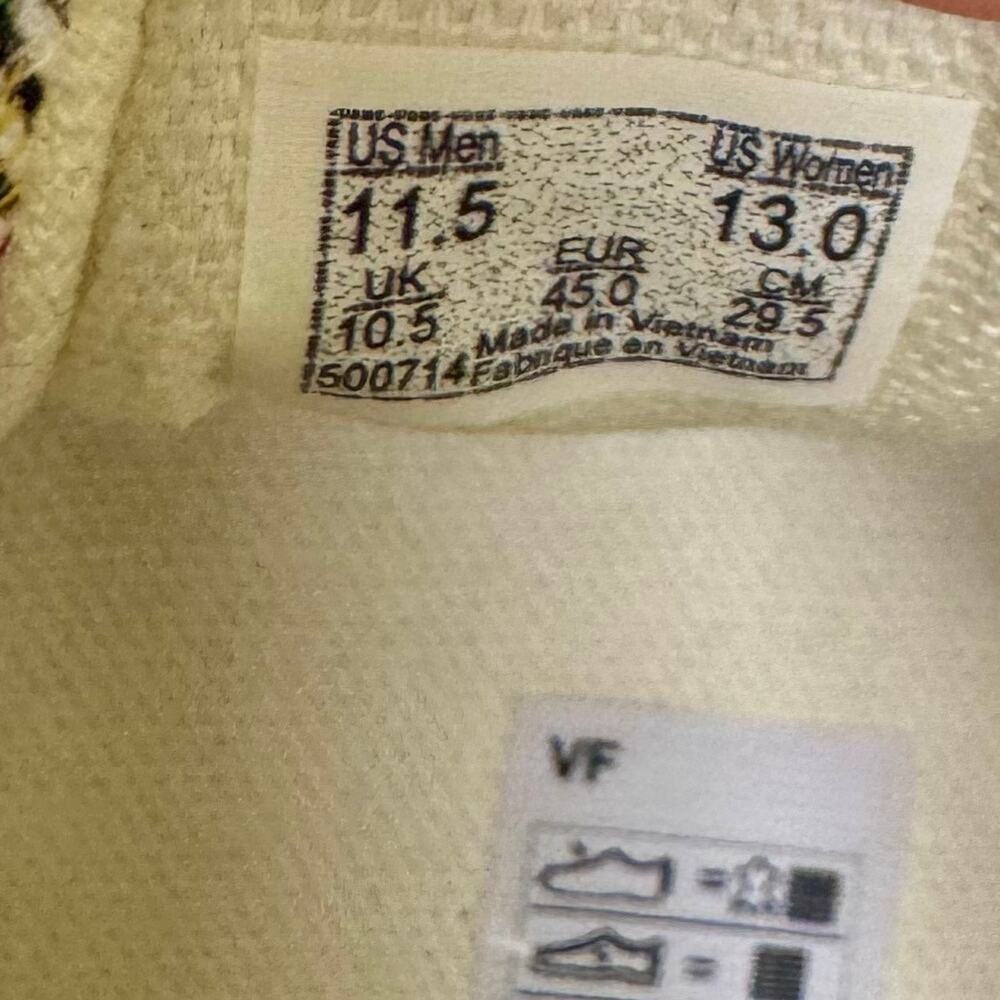 US Men US Women
11.5 13.0
UK EUR CM
10.5 45.0 29.5
Made in Vietnam
500714 Fabrique en Vietnam
VF
=
=